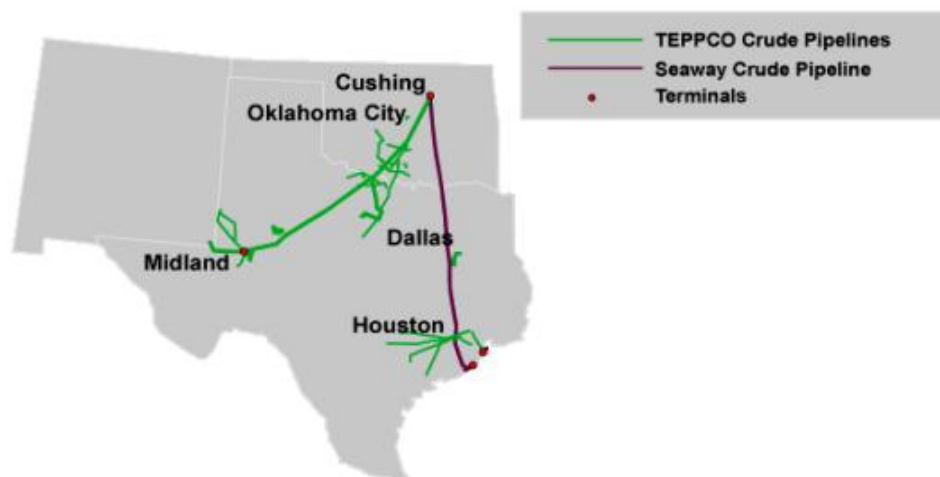 TEPPCO Crude Pipelines
Seaway Crude Pipeline
Terminals
Cushing
Oklahoma City
Dallas
Midland
Houston